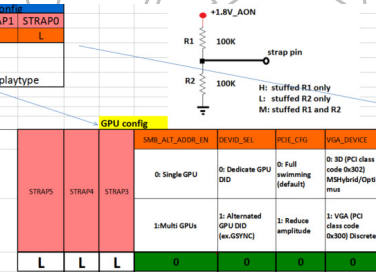 onfig
AP1 STRAP0
L
playtype
+1.8V_AON
R1 100K
strap pin
R2 100K
H: stuffed R1 only
L: stuffed R2 only
M: stuffed R1 and R2
GPU config
STRAP5 STRAP4 STRAP3
SMB_ALT_ADDR_EN DEVID_SEL PCIE_CFG VGA_DEVICE
0: Single GPU
0: Dedicate GPU
DID
0: Full
swimming
(default)
0: 3D (PCI class
code 0x302)
MSHybrid/Opti
mus
1:Multi GPUs
1: Alternated
GPU DID
(ex.GSYNC)
1: Reduce
amplitude
1: VGA (PCI
class code
0x300) Discrete
L L L 0 0 0 0